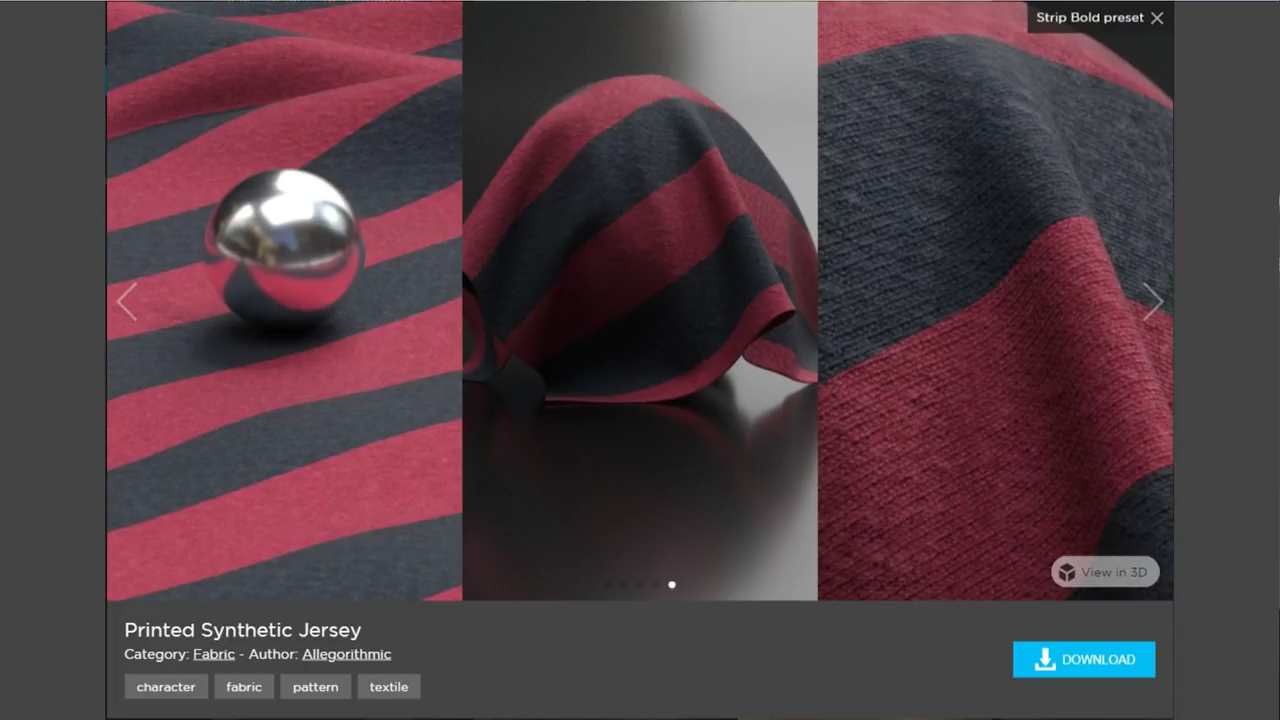 Strip Bold preset
View in 3D
Printed Synthetic Jersey
Category: Fabric - Author: Allegorithmic
DOWNLOAD
character fabric pattern textile